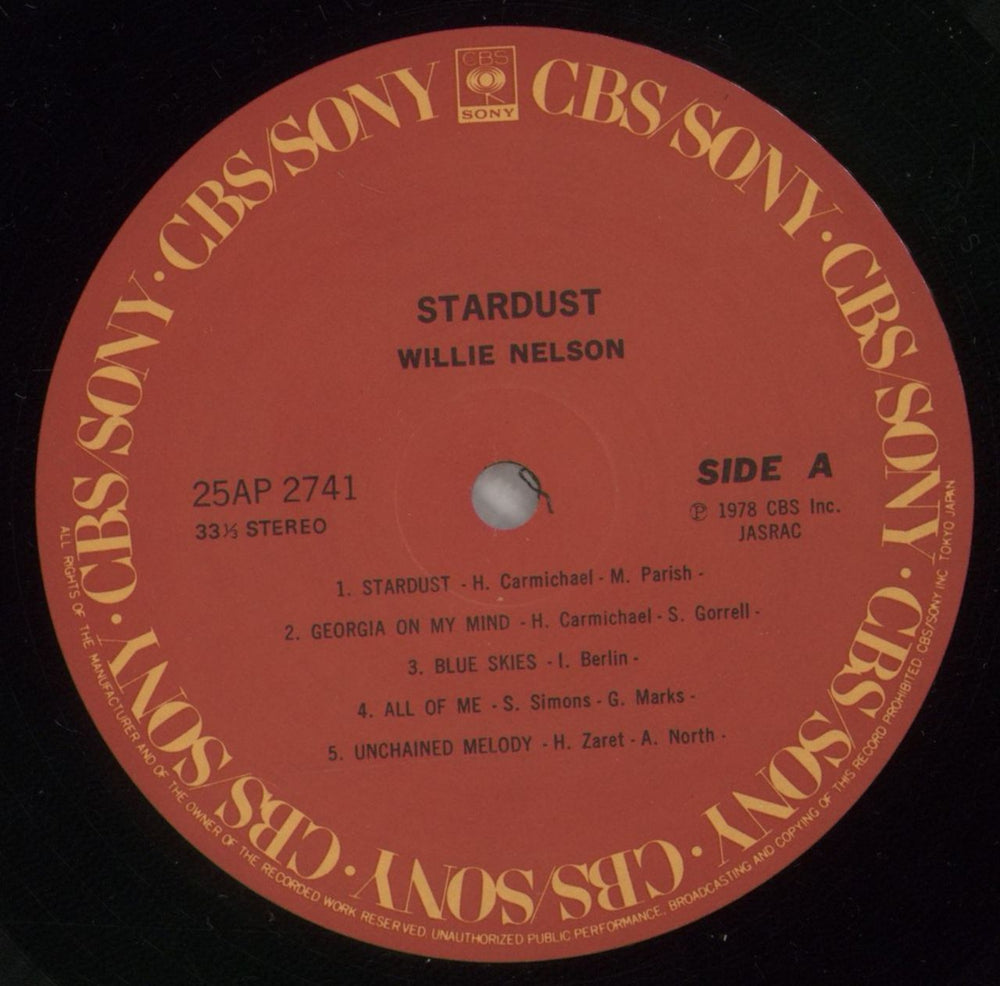 CBS
SONY
CBS/SONY · CBS/SONY · CBS/SONY · CBS/SONY · CBS/SONY · CBS/SONY · CBS/SONY · CBS/SONY
STARDUST
WILLIE NELSON
25AP 2741
33⅓ STEREO
SIDE A
Ⓟ 1978 CBS Inc.
JASRAC
1. STARDUST - H. Carmichael - M. Parish -
2. GEORGIA ON MY MIND - H. Carmichael - S. Gorrell -
3. BLUE SKIES - I. Berlin -
4. ALL OF ME - S. Simons - G. Marks -
5. UNCHAINED MELODY - H. Zaret - A. North -
ALL RIGHTS OF THE MANUFACTURER AND OF THE OWNER OF THE RECORDED WORK RESERVED. UNAUTHORIZED PUBLIC PERFORMANCE, BROADCASTING AND COPYING OF THIS RECORD PROHIBITED CBS/SONY INC. TOKYO JAPAN